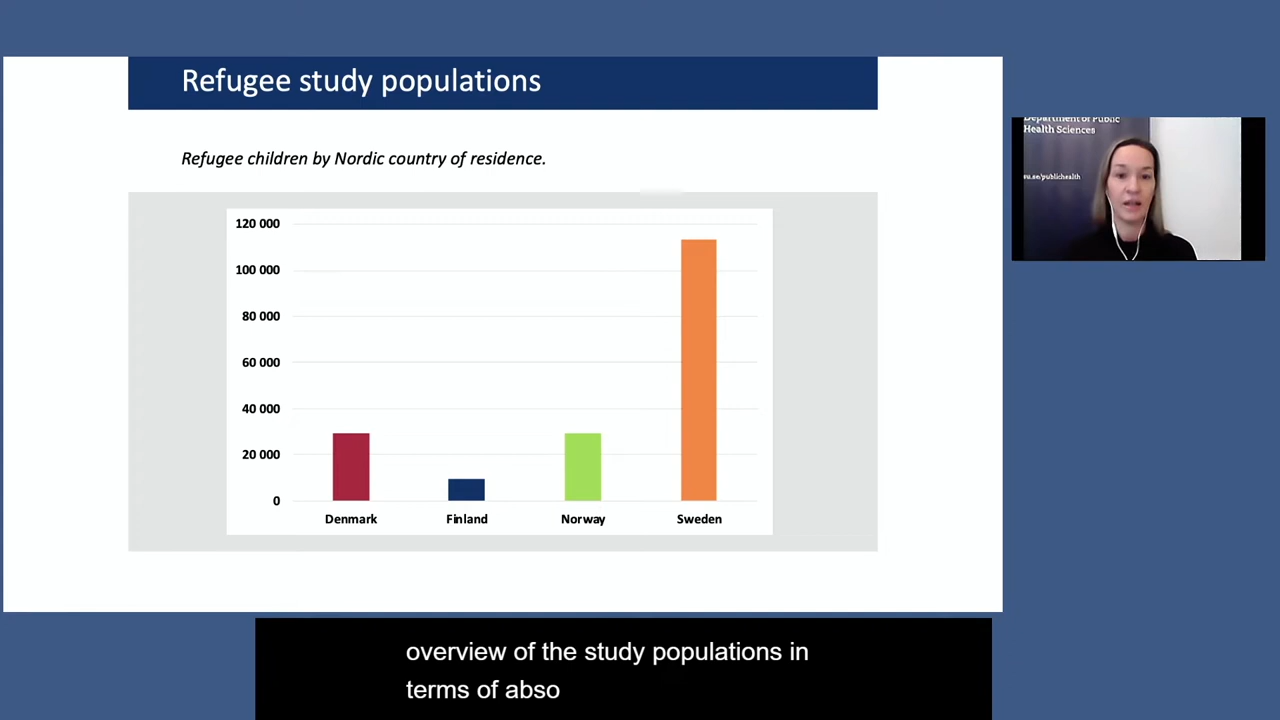 Refugee study populations
Refugee children by Nordic country of residence.
120 000
100 000
80 000
60 000
40 000
20 000
0
Denmark
Finland
Norway
Sweden
Department of Public
Health Sciences
su.se/publichealth
overview of the study populations in
terms of abso